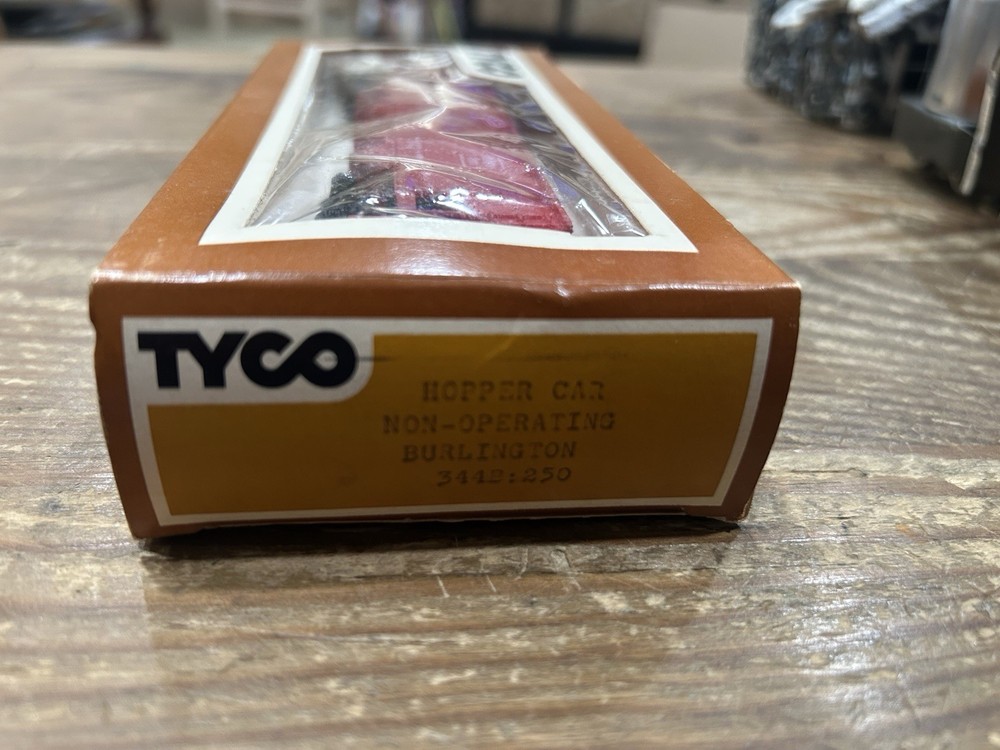 TYCO
HOPPER CAR
NON-OPERATING
BURLINGTON
344B:250